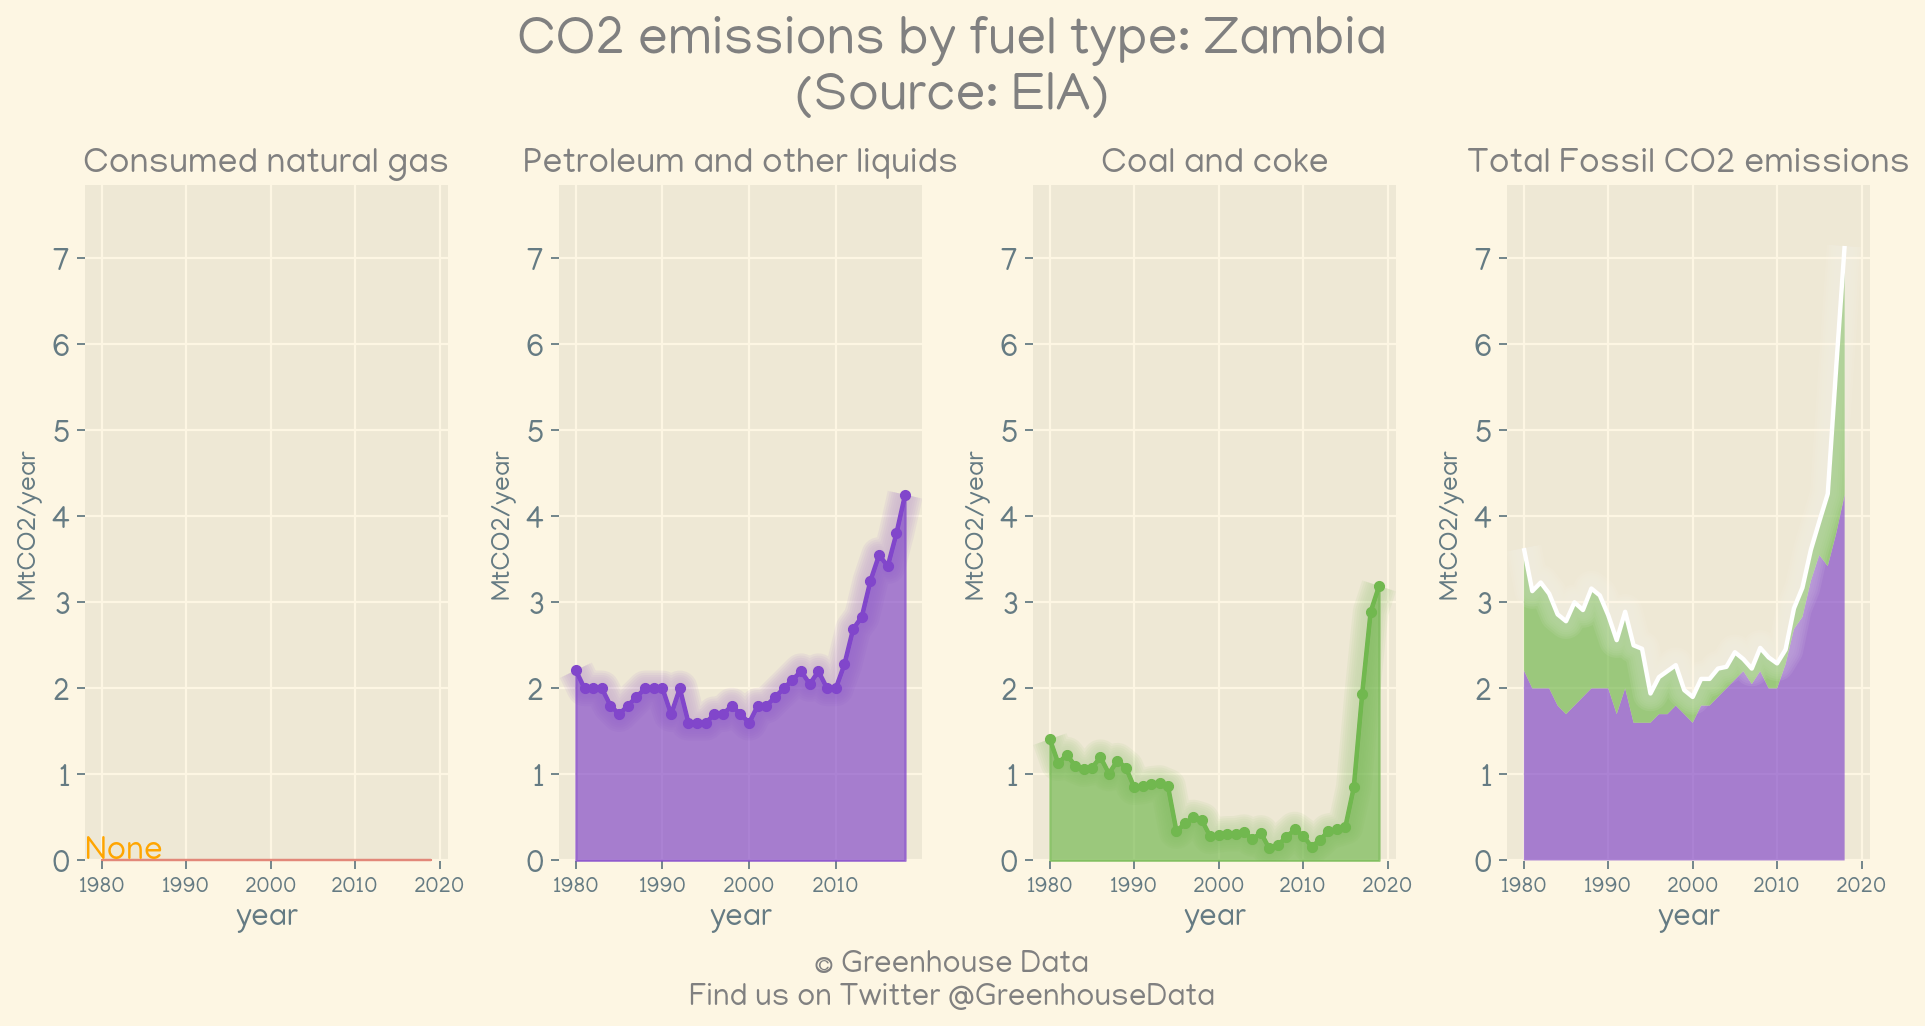 CO2 emissions by fuel type: Zambia
(Source: EIA)
Consumed natural gas
Petroleum and other liquids
Coal and coke
Total Fossil CO2 emissions
MtCO2/year
7
6
5
4
3
2
1
0
None
1980 1990 2000 2010 2020
year
MtCO2/year
7
6
5
4
3
2
1
0
1980 1990 2000 2010
year
MtCO2/year
7
6
5
4
3
2
1
0
1980 1990 2000 2010 2020
year
MtCO2/year
7
6
5
4
3
2
1
0
1980 1990 2000 2010 2020
year
© Greenhouse Data
Find us on Twitter @GreenhouseData